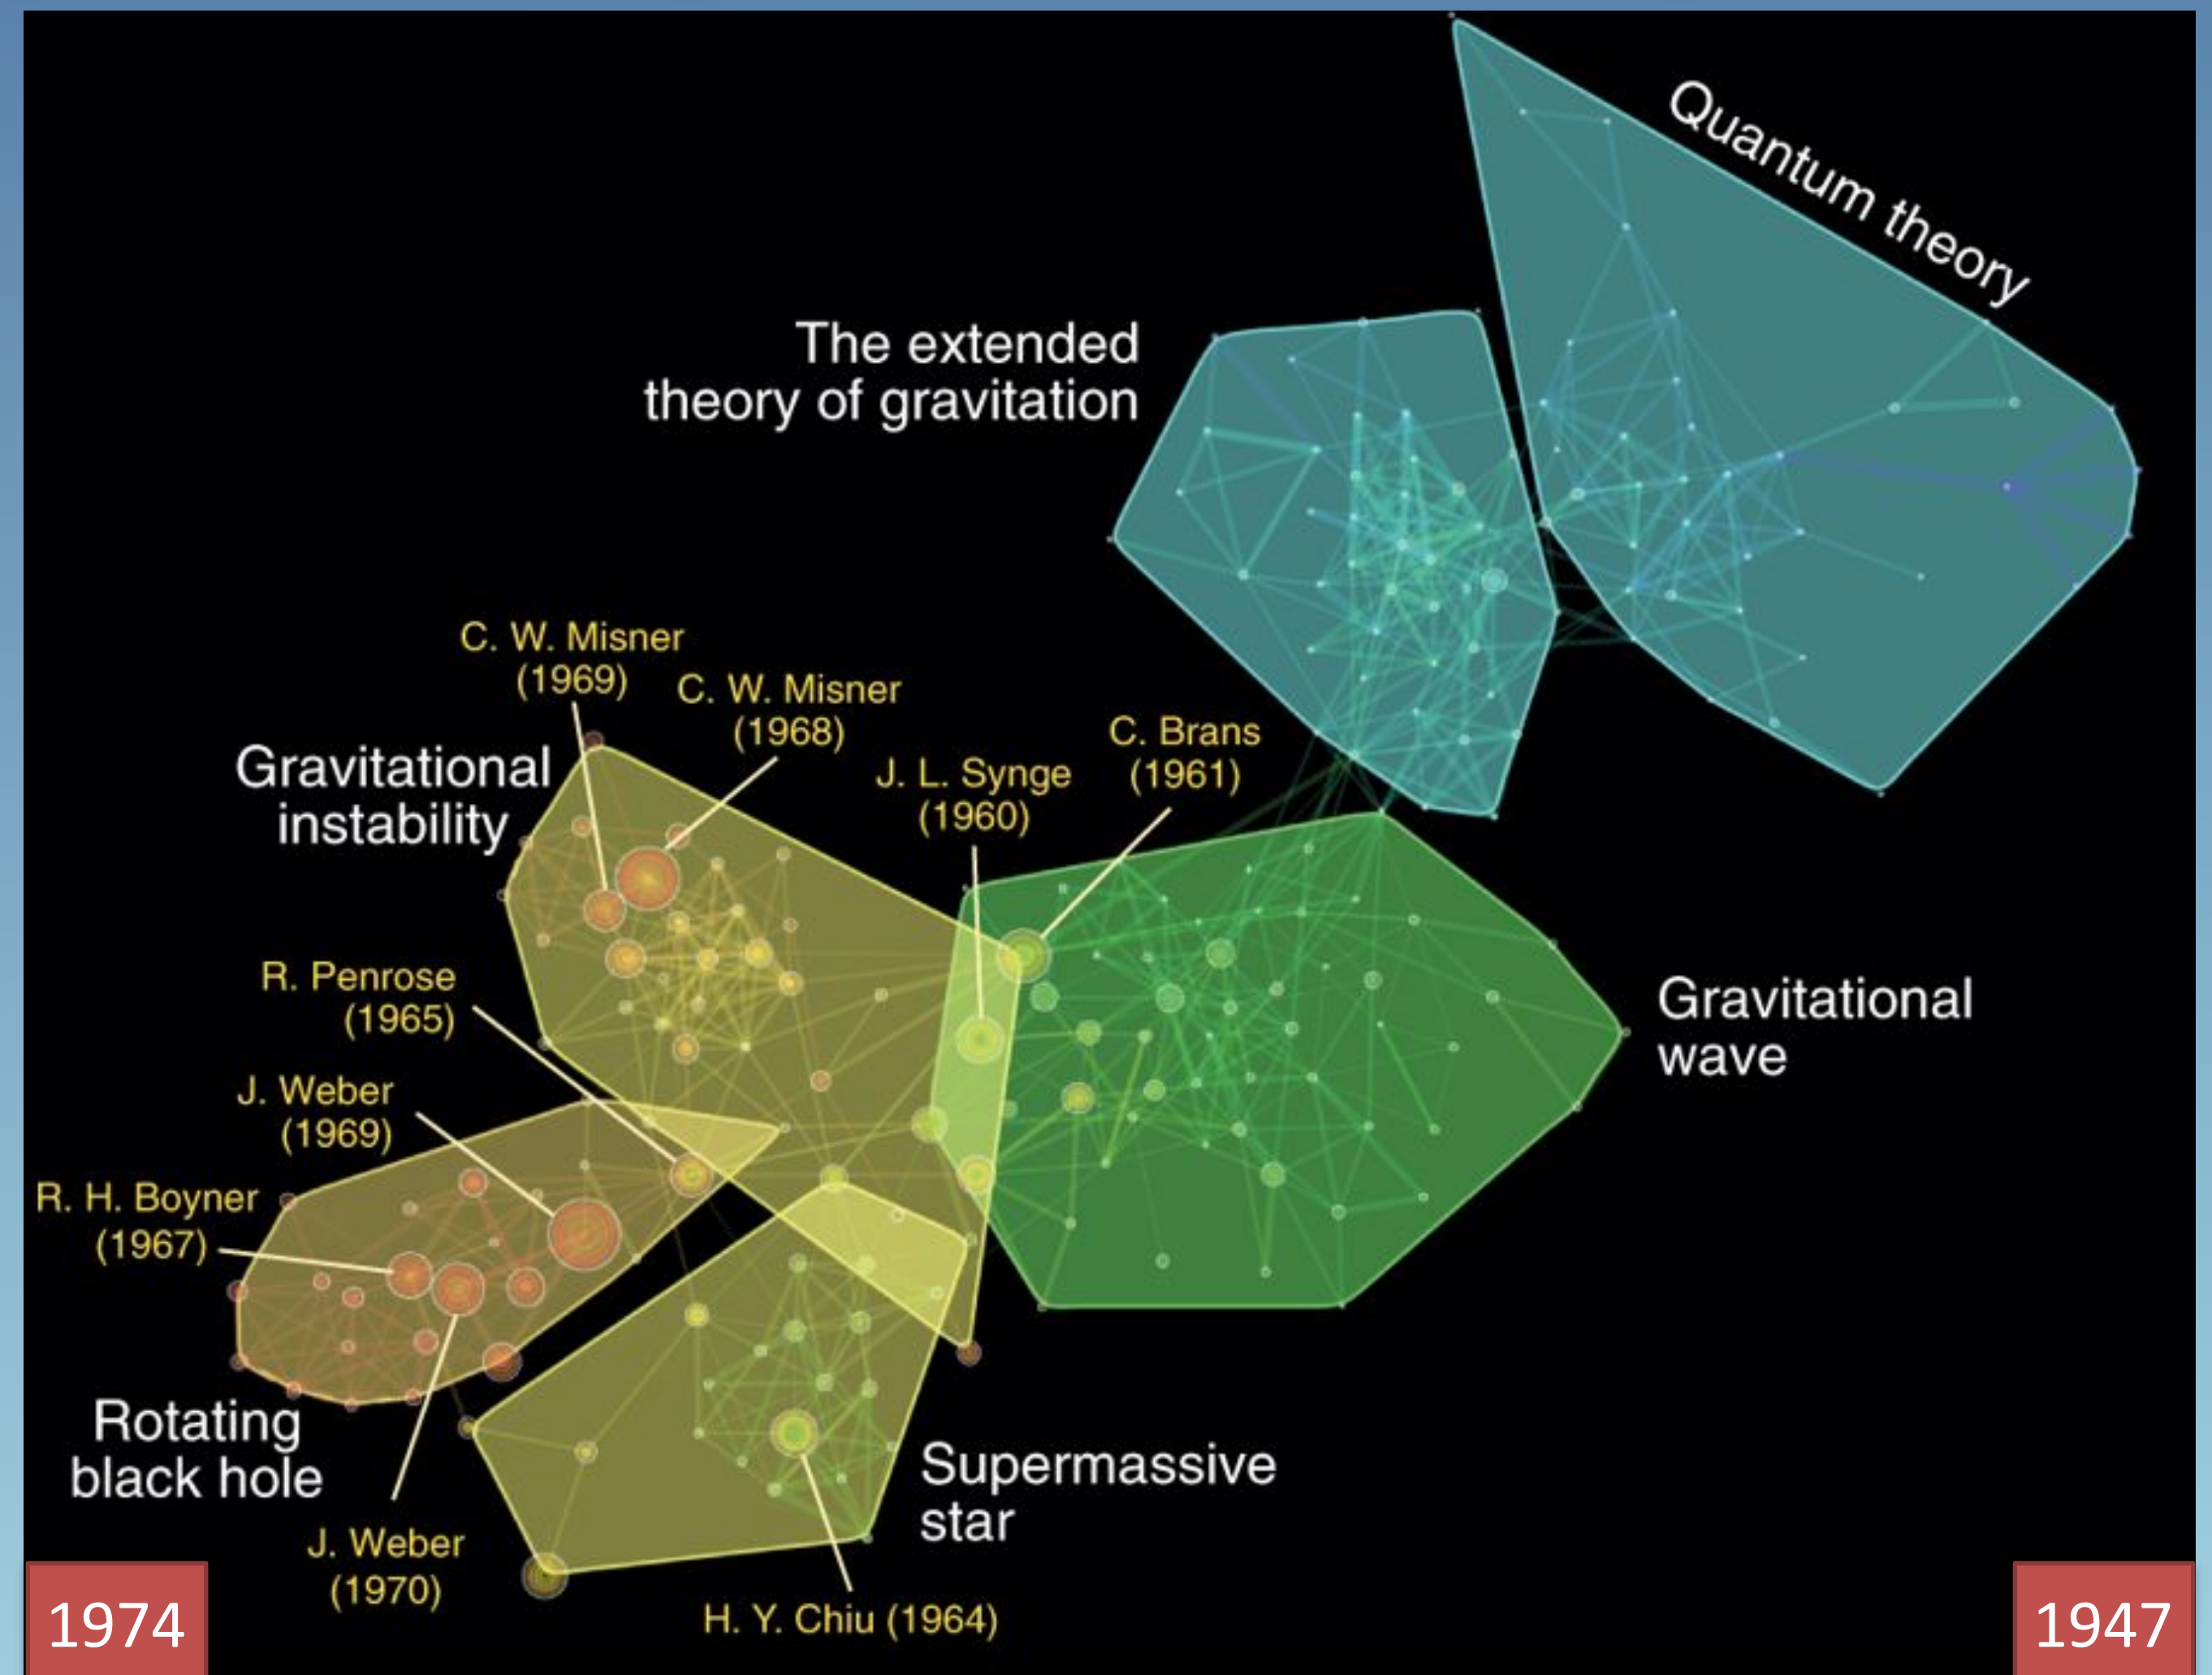 Quantum theory
The extended
theory of gravitation
C. W. Misner
(1969)
C. W. Misner
(1968)
C. Brans
(1961)
J. L. Synge
(1960)
Gravitational
instability
R. Penrose
(1965)
Gravitational
wave
J. Weber
(1969)
R. H. Boyner
(1967)
Rotating
black hole
Supermassive
star
J. Weber
(1970)
H. Y. Chiu (1964)
1974
1947